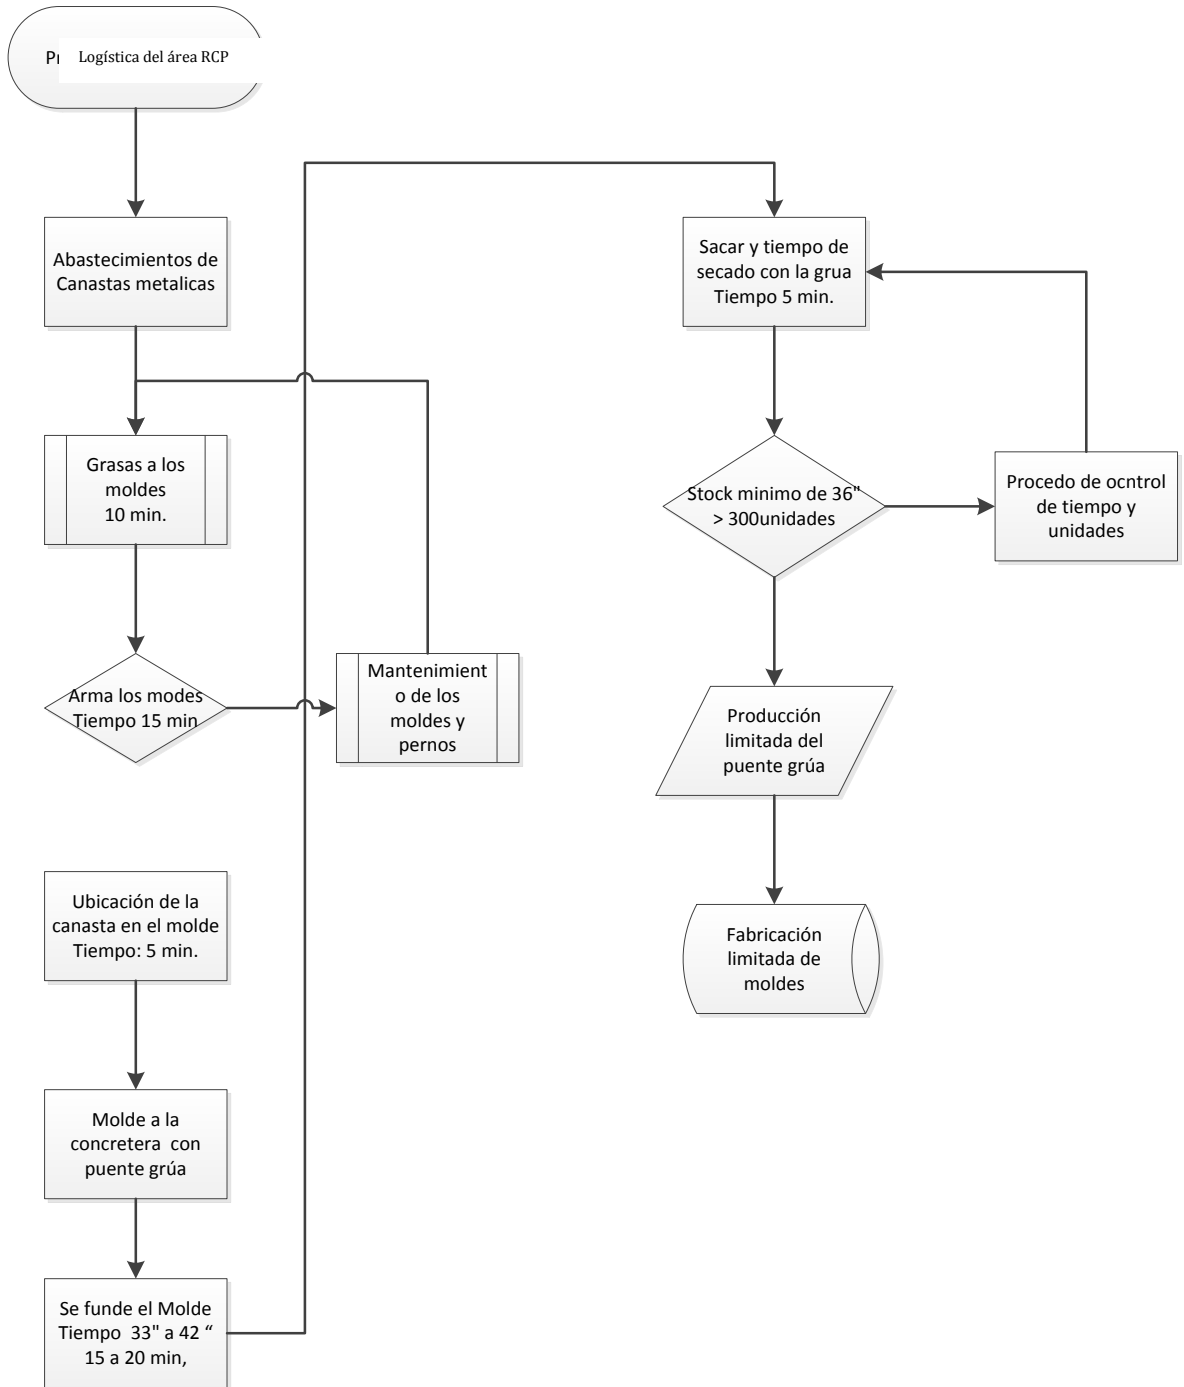 Logística del área RCP
Abastecimientos de
Canastas metalicas
Grasas a los
moldes
10 min.
Arma los modes
Tiempo 15 min
Mantenimient
o de los
moldes y
pernos
Ubicación de la
canasta en el molde
Tiempo: 5 min.
Molde a la
concretera con
puente grúa
Se funde el Molde
Tiempo 33" a 42 “
15 a 20 min,
Sacar y tiempo de
secado con la grua
Tiempo 5 min.
Stock minimo de 36"
> 300unidades
Procedo de ocntrol
de tiempo y
unidades
Producción
limitada del
puente grúa
Fabricación
limitada de
moldes